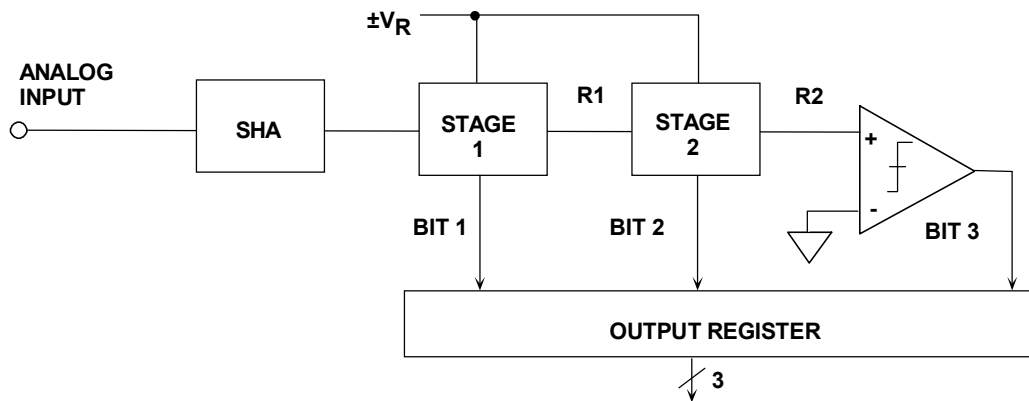 ±VR
ANALOG
INPUT
SHA
STAGE
1
R1
STAGE
2
R2
+
-
BIT 1
BIT 2
BIT 3
OUTPUT REGISTER
3